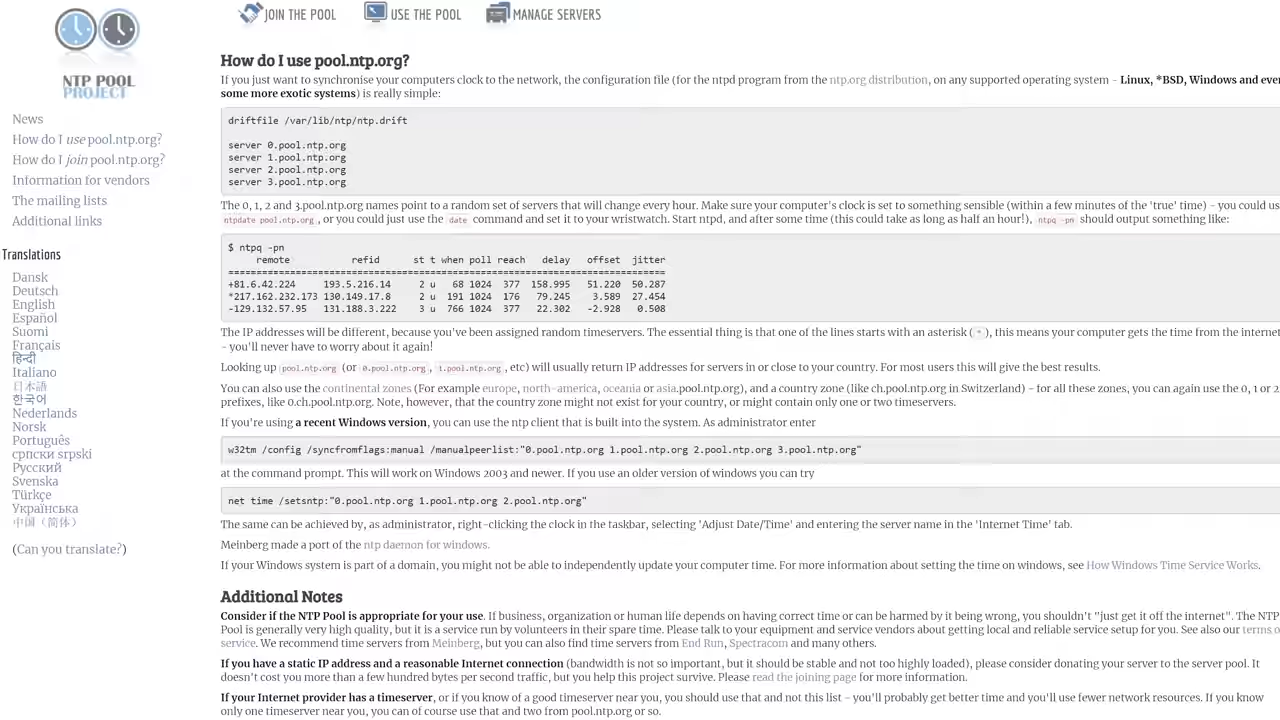 JOIN THE POOL USE THE POOL MANAGE SERVERS
NTP POOL
PROJECT
News
How do I use pool.ntp.org?
How do I join pool.ntp.org?
Information for vendors
The mailing lists
Additional links
Translations
Dansk
Deutsch
English
Español
Suomi
Français
हिन्दी
Italiano
日本語
한국어
Nederlands
Norsk
Português
српски srpski
Русский
Svenska
Türkçe
Українська
中国（简体）
(Can you translate?)
How do I use pool.ntp.org?
If you just want to synchronise your computers clock to the network, the configuration file (for the ntpd program from the ntp.org distribution, on any supported operating system - Linux, *BSD, Windows and even
some more exotic systems) is really simple:
driftfile /var/lib/ntp/ntp.drift
server 0.pool.ntp.org
server 1.pool.ntp.org
server 2.pool.ntp.org
server 3.pool.ntp.org
The 0, 1, 2 and 3.pool.ntp.org names point to a random set of servers that will change every hour. Make sure your computer's clock is set to something sensible (within a few minutes of the 'true' time) - you could us
ntpdate pool.ntp.org, or you could just use the date command and set it to your wristwatch. Start ntpd, and after some time (this could take as long as half an hour!), ntpq -pn should output something like:
$ ntpq -pn
remote refid st t when poll reach delay offset jitter
==============================================================================
+81.6.42.224 193.5.216.14 2 u 68 1024 377 158.995 51.220 50.287
*217.162.232.173 130.149.17.8 2 u 191 1024 176 79.245 3.589 27.454
-129.132.57.95 131.188.3.222 3 u 766 1024 377 22.302 -2.928 0.508
The IP addresses will be different, because you've been assigned random timeservers. The essential thing is that one of the lines starts with an asterisk (*), this means your computer gets the time from the internet
- you'll never have to worry about it again!
Looking up pool.ntp.org (or 0.pool.ntp.org, 1.pool.ntp.org, etc) will usually return IP addresses for servers in or close to your country. For most users this will give the best results.
You can also use the continental zones (For example europe, north-america, oceania or asia.pool.ntp.org), and a country zone (like ch.pool.ntp.org in Switzerland) - for all these zones, you can again use the 0, 1 or 2
prefixes, like 0.ch.pool.ntp.org. Note, however, that the country zone might not exist for your country, or might contain only one or two timeservers.
If you're using a recent Windows version, you can use the ntp client that is built into the system. As administrator enter
w32tm /config /syncfromflags:manual /manualpeerlist:"0.pool.ntp.org 1.pool.ntp.org 2.pool.ntp.org 3.pool.ntp.org"
at the command prompt. This will work on Windows 2003 and newer. If you use an older version of windows you can try
net time /setsntp:"0.pool.ntp.org 1.pool.ntp.org 2.pool.ntp.org"
The same can be achieved by, as administrator, right-clicking the clock in the taskbar, selecting 'Adjust Date/Time' and entering the server name in the 'Internet Time' tab.
Meinberg made a port of the ntp daemon for windows.
If your Windows system is part of a domain, you might not be able to independently update your computer time. For more information about setting the time on windows, see How Windows Time Service Works.
Additional Notes
Consider if the NTP Pool is appropriate for your use. If business, organization or human life depends on having correct time or can be harmed by it being wrong, you shouldn't "just get it off the internet". The NTP
Pool is generally very high quality, but it is a service run by volunteers in their spare time. Please talk to your equipment and service vendors about getting local and reliable service setup for you. See also our terms o
service. We recommend time servers from Meinberg, but you can also find time servers from End Run, Spectracom and many others.
If you have a static IP address and a reasonable Internet connection (bandwidth is not so important, but it should be stable and not too highly loaded), please consider donating your server to the server pool. It
doesn't cost you more than a few hundred bytes per second traffic, but you help this project survive. Please read the joining page for more information.
If your Internet provider has a timeserver, or if you know of a good timeserver near you, you should use that and not this list - you'll probably get better time and you'll use fewer network resources. If you know
only one timeserver near you, you can of course use that and two from pool.ntp.org or so.